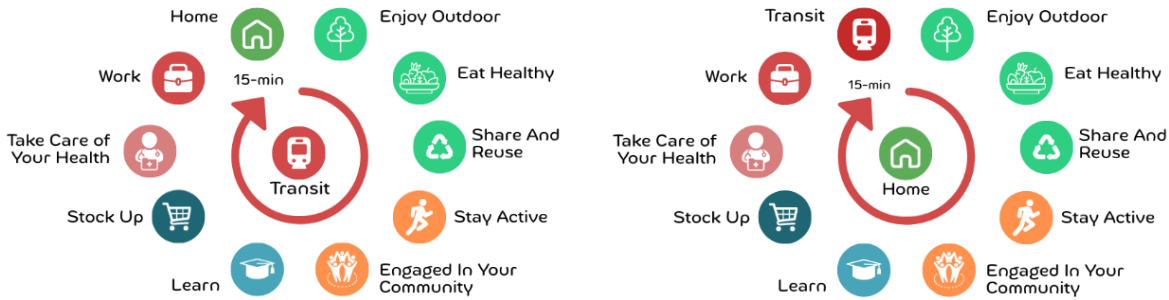 Home
Enjoy Outdoor
Work
15-min
Eat Healthy
Take Care of
Your Health
Share And
Reuse
Transit
Stock Up
Stay Active
Learn
Engaged In Your
Community
Transit
Enjoy Outdoor
Work
15-min
Eat Healthy
Take Care of
Your Health
Share And
Reuse
Home
Stock Up
Stay Active
Learn
Engaged In Your
Community